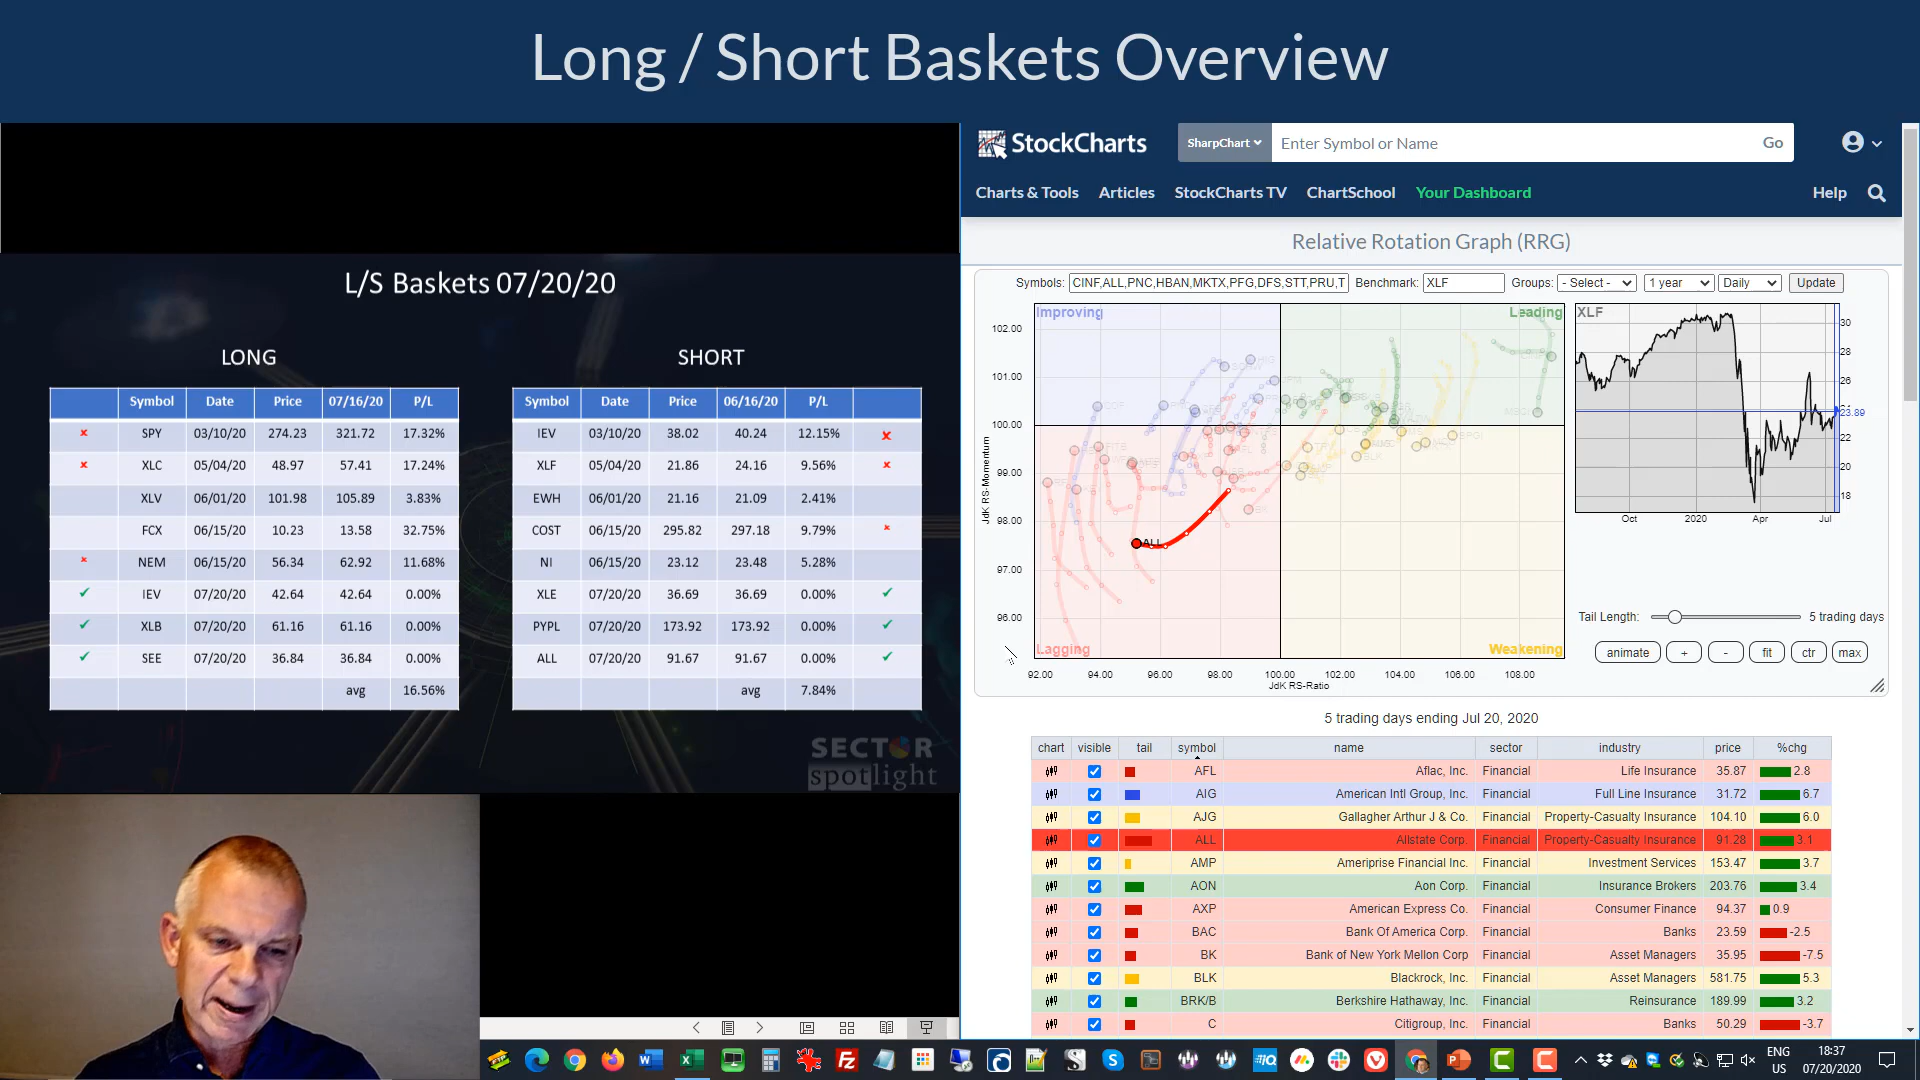 Long / Short Baskets Overview
L/S Baskets 07/20/20
LONG
Symbol Date Price 07/16/20 P/L
SPY 03/10/20 274.23 321.72 17.32%
XLC 05/04/20 48.97 57.41 17.24%
XLV 06/01/20 101.98 105.89 3.83%
FCX 06/15/20 10.23 13.58 32.75%
NEM 06/15/20 56.34 62.92 11.68%
IEV 07/20/20 42.64 42.64 0.00%
XLB 07/20/20 61.16 61.16 0.00%
SEE 07/20/20 36.84 36.84 0.00%
avg 16.56%
SHORT
Symbol Date Price 06/16/20 P/L
IEV 03/10/20 38.02 40.24 12.15%
XLF 05/04/20 21.86 24.16 9.56%
EWH 06/01/20 21.16 21.09 2.41%
COST 06/15/20 295.82 297.18 9.79%
NI 06/15/20 23.12 23.48 5.28%
XLE 07/20/20 36.69 36.69 0.00%
PYPL 07/20/20 173.92 173.92 0.00%
ALL 07/20/20 91.67 91.67 0.00%
avg 7.84%
SECTOR
spotlight
StockCharts
SharpChart Enter Symbol or Name Go
Charts & Tools Articles StockCharts TV ChartSchool Your Dashboard Help
Relative Rotation Graph (RRG)
Symbols: CINF,ALL,PNC,HBAN,MKTX,PFG,DFS,STT,PRU,T Benchmark: XLF Groups: - Select - 1 year Daily Update
Improving Leading
102.00
101.00
100.00
99.00
98.00
97.00
96.00
JdK RS-Momentum
ALL
Lagging Weakening
92.00 94.00 96.00 98.00 100.00 102.00 104.00 106.00 108.00
JdK RS-Ratio
XLF
30
28
26
23.89
22
20
18
Oct 2020 Apr Jul
Tail Length: 5 trading days
animate + - fit ctr max
5 trading days ending Jul 20, 2020
chart visible tail symbol name sector industry price %chg
AFL Aflac, Inc. Financial Life Insurance 35.87 2.8
AIG American Intl Group, Inc. Financial Full Line Insurance 31.72 6.7
AJG Gallagher Arthur J & Co. Financial Property-Casualty Insurance 104.10 6.0
ALL Allstate Corp. Financial Property-Casualty Insurance 91.28 3.1
AMP Ameriprise Financial Inc. Financial Investment Services 153.47 3.7
AON Aon Corp. Financial Insurance Brokers 203.76 3.4
AXP American Express Co. Financial Consumer Finance 94.37 0.9
BAC Bank Of America Corp. Financial Banks 23.59 -2.5
BK Bank of New York Mellon Corp Financial Asset Managers 35.95 -7.5
BLK Blackrock, Inc. Financial Asset Managers 581.75 5.3
BRK/B Berkshire Hathaway, Inc. Financial Reinsurance 189.99 3.2
C Citigroup, Inc. Financial Banks 50.29 -3.7
ENG
US
18:37
07/20/2020